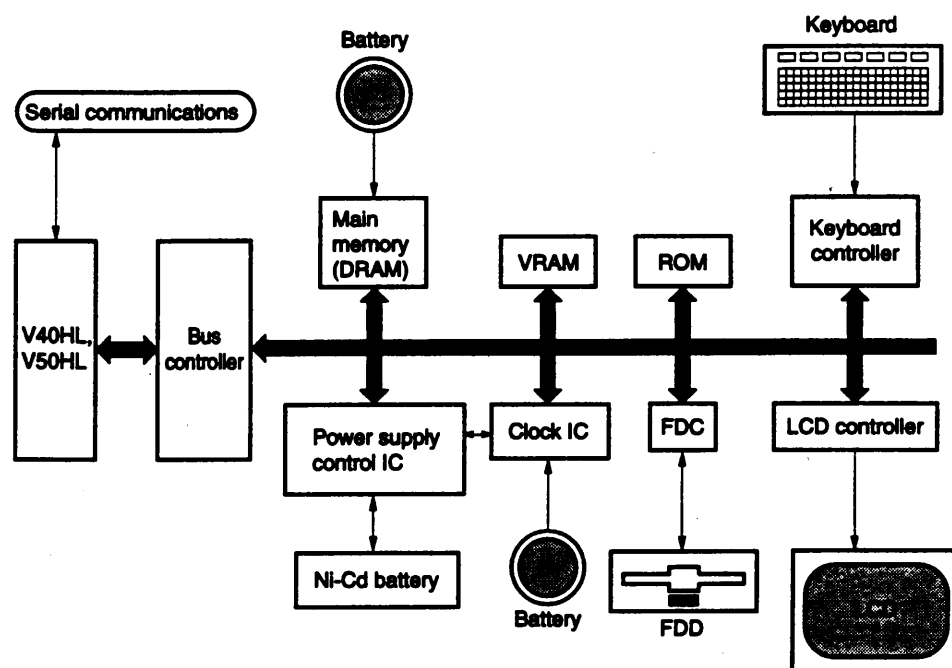 Battery
Keyboard
Serial communications
Main
memory
(DRAM)
VRAM
ROM
Keyboard
controller
V40HL,
V50HL
Bus
controller
Power supply
control IC
Clock IC
FDC
LCD controller
Ni-Cd battery
Battery
FDD